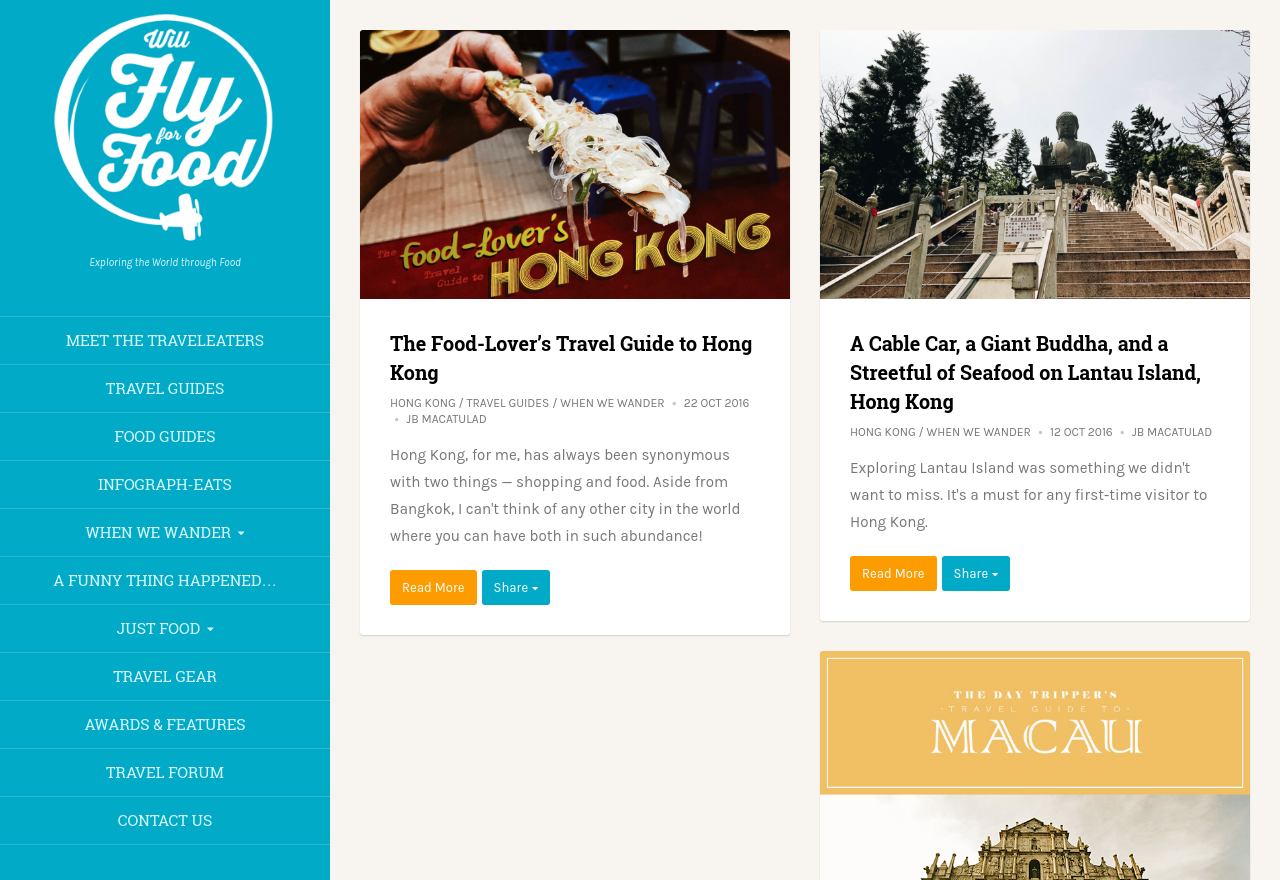 Will
Fly
for
Food
Exploring the World through Food
MEET THE TRAVELEATERS
TRAVEL GUIDES
FOOD GUIDES
INFOGRAPH-EATS
WHEN WE WANDER
A FUNNY THING HAPPENED…
JUST FOOD
TRAVEL GEAR
AWARDS & FEATURES
TRAVEL FORUM
CONTACT US
The food-Lover's
Travel
Guide to HONG KONG
The Food-Lover’s Travel Guide to Hong
Kong
HONG KONG / TRAVEL GUIDES / WHEN WE WANDER • 22 OCT 2016
• JB MACATULAD
Hong Kong, for me, has always been synonymous
with two things — shopping and food. Aside from
Bangkok, I can't think of any other city in the world
where you can have both in such abundance!
Read More Share
A Cable Car, a Giant Buddha, and a
Streetful of Seafood on Lantau Island,
Hong Kong
HONG KONG / WHEN WE WANDER • 12 OCT 2016 • JB MACATULAD
Exploring Lantau Island was something we didn't
want to miss. It's a must for any first-time visitor to
Hong Kong.
Read More Share
THE DAY TRIPPER'S
· TRAVEL GUIDE TO ·
MACAU